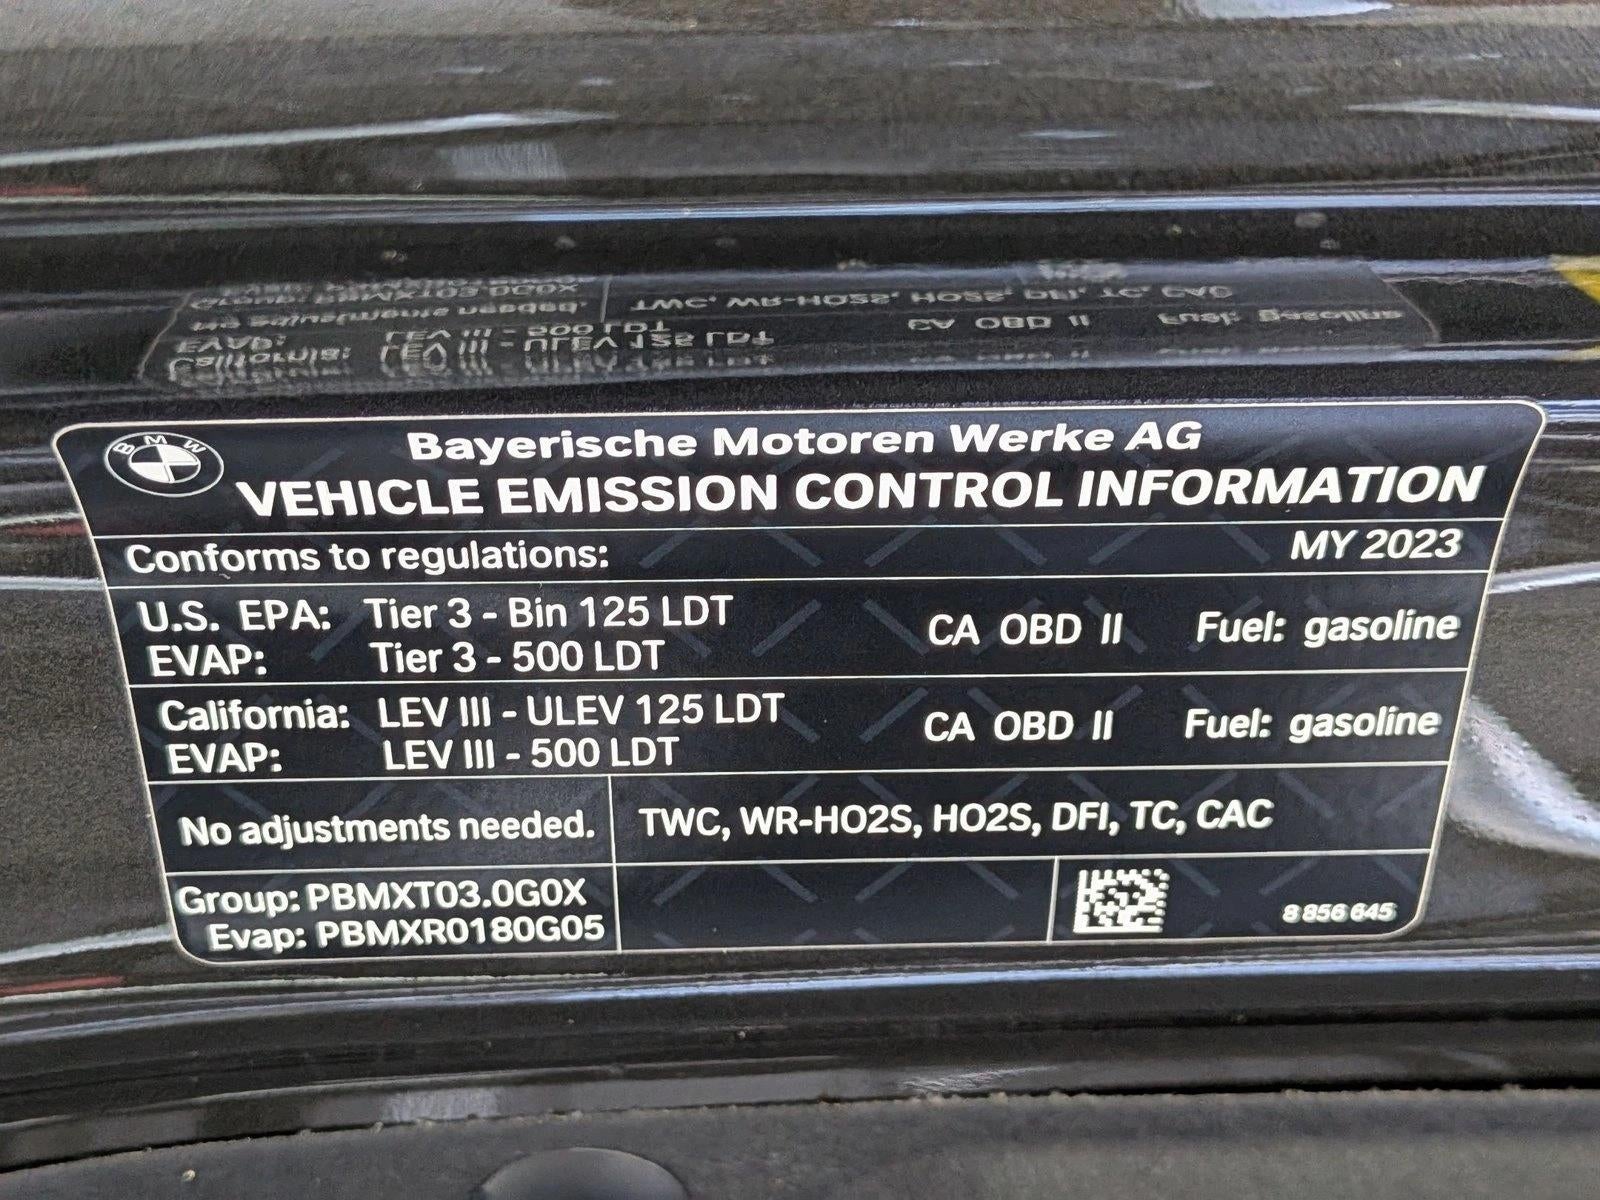 BMW
Bayerische Motoren Werke AG
VEHICLE EMISSION CONTROL INFORMATION
Conforms to regulations: MY 2023
U.S. EPA: Tier 3 - Bin 125 LDT CA OBD II Fuel: gasoline
EVAP: Tier 3 - 500 LDT
California: LEV III - ULEV 125 LDT CA OBD II Fuel: gasoline
EVAP: LEV III - 500 LDT
No adjustments needed. TWC, WR-HO2S, HO2S, DFI, TC, CAC
Group: PBMXT03.0G0X
Evap: PBMXR0180G05
8 856 645